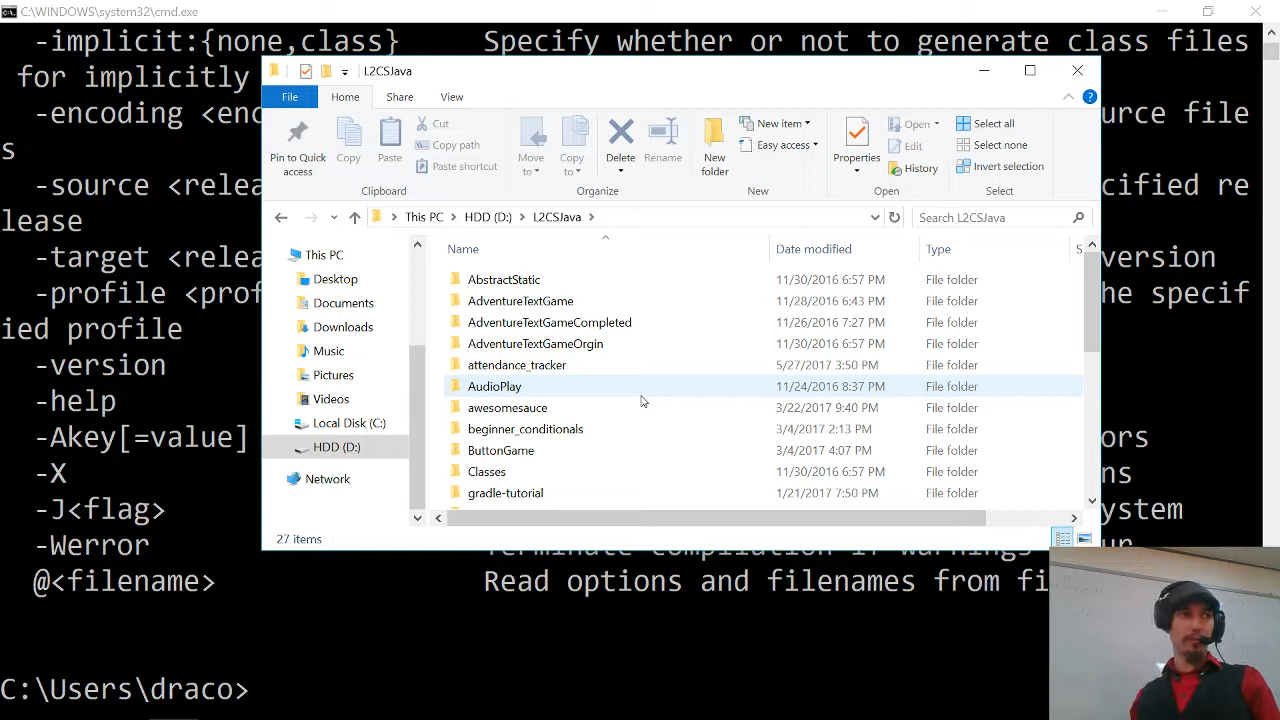 C:\WINDOWS\system32\cmd.exe
-implicit:{none,class} Specify whether or not to generate class files
for implicitly
-encoding <enc
urce file
s
-source <relea
cified re
lease
-target <relea
version
-profile <prof
he specif
ied profile
-version
-help
-Akey[=value]
ors
-X
ns
-J<flag>
ystem
-Werror Terminate compilation if warnings
ur
@<filename> Read options and filenames from fi
C:\Users\draco>
L2CSJava
File Home Share View
Pin to Quick access
Copy
Paste
Cut
Copy path
Paste shortcut
Clipboard
Move to
Copy to
Delete
Rename
Organize
New folder
New item
Easy access
New
Properties
Open
Edit
History
Open
Select all
Select none
Invert selection
Select
This PC > HDD (D:) > L2CSJava >
Search L2CSJava
This PC
Desktop
Documents
Downloads
Music
Pictures
Videos
Local Disk (C:)
HDD (D:)
Network
Name Date modified Type S
AbstractStatic 11/30/2016 6:57 PM File folder
AdventureTextGame 11/28/2016 6:43 PM File folder
AdventureTextGameCompleted 11/26/2016 7:27 PM File folder
AdventureTextGameOrgin 11/30/2016 6:57 PM File folder
attendance_tracker 5/27/2017 3:50 PM File folder
AudioPlay 11/24/2016 8:37 PM File folder
awesomesauce 3/22/2017 9:40 PM File folder
beginner_conditionals 3/4/2017 2:13 PM File folder
ButtonGame 3/4/2017 4:07 PM File folder
Classes 11/30/2016 6:57 PM File folder
gradle-tutorial 1/21/2017 7:50 PM File folder
27 items